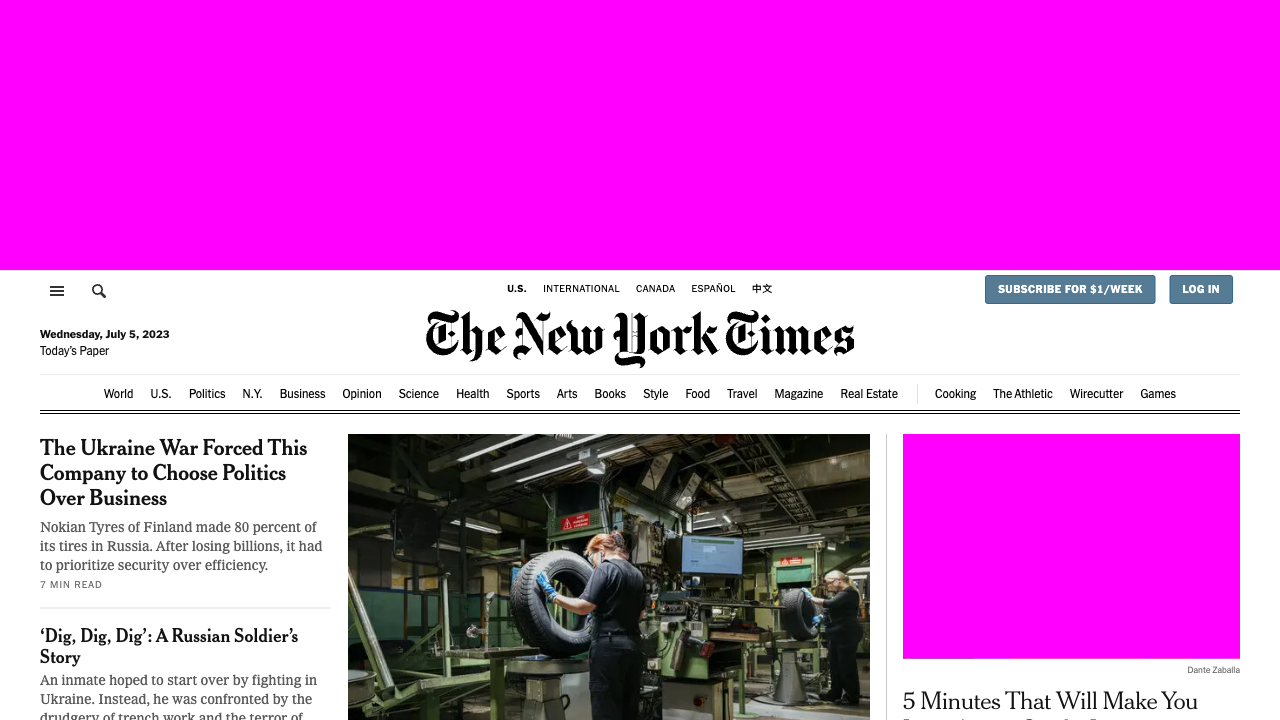 U.S. INTERNATIONAL CANADA ESPAÑOL 中文
SUBSCRIBE FOR $1/WEEK LOG IN
The New York Times
Wednesday, July 5, 2023
Today's Paper
World U.S. Politics N.Y. Business Opinion Science Health Sports Arts Books Style Food Travel Magazine Real Estate Cooking The Athletic Wirecutter Games
The Ukraine War Forced This
Company to Choose Politics
Over Business
Nokian Tyres of Finland made 80 percent of
its tires in Russia. After losing billions, it had
to prioritize security over efficiency.
7 MIN READ
‘Dig, Dig, Dig’: A Russian Soldier’s
Story
An inmate hoped to start over by fighting in
Ukraine. Instead, he was confronted by the
drudgery of trench work and the terror of
Dante Zaballa
5 Minutes That Will Make You